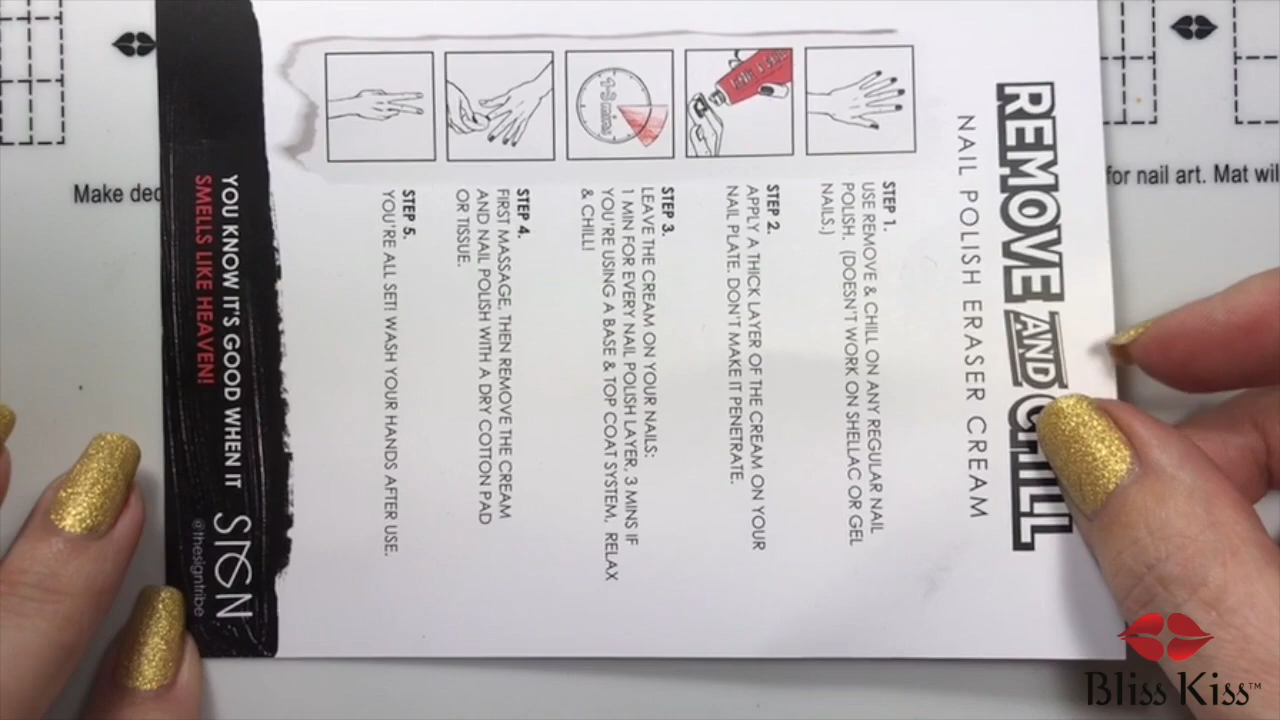 REMOVE AND CHILL
NAIL POLISH ERASER CREAM
STEP 1.
USE REMOVE & CHILL ON ANY REGULAR NAIL
POLISH. (DOESN'T WORK ON SHELLAC OR GEL
NAILS.)
STEP 2.
APPLY A THICK LAYER OF THE CREAM ON YOUR
NAIL PLATE. DON'T MAKE IT PENETRATE.
1-3 mins
STEP 3.
LEAVE THE CREAM ON YOUR NAILS:
1 MIN FOR EVERY NAIL POLISH LAYER, 3 MINS IF
YOU'RE USING A BASE & TOP COAT SYSTEM, RELAX
& CHILL!
STEP 4.
FIRST MASSAGE, THEN REMOVE THE CREAM
AND NAIL POLISH WITH A DRY COTTON PAD
OR TISSUE.
STEP 5.
YOU'RE ALL SET! WASH YOUR HANDS AFTER USE.
YOU KNOW IT'S GOOD WHEN IT
SMELLS LIKE HEAVEN!
SIGN
@thesigntribe
Make dec
for nail art. Mat wil
Bliss Kiss™